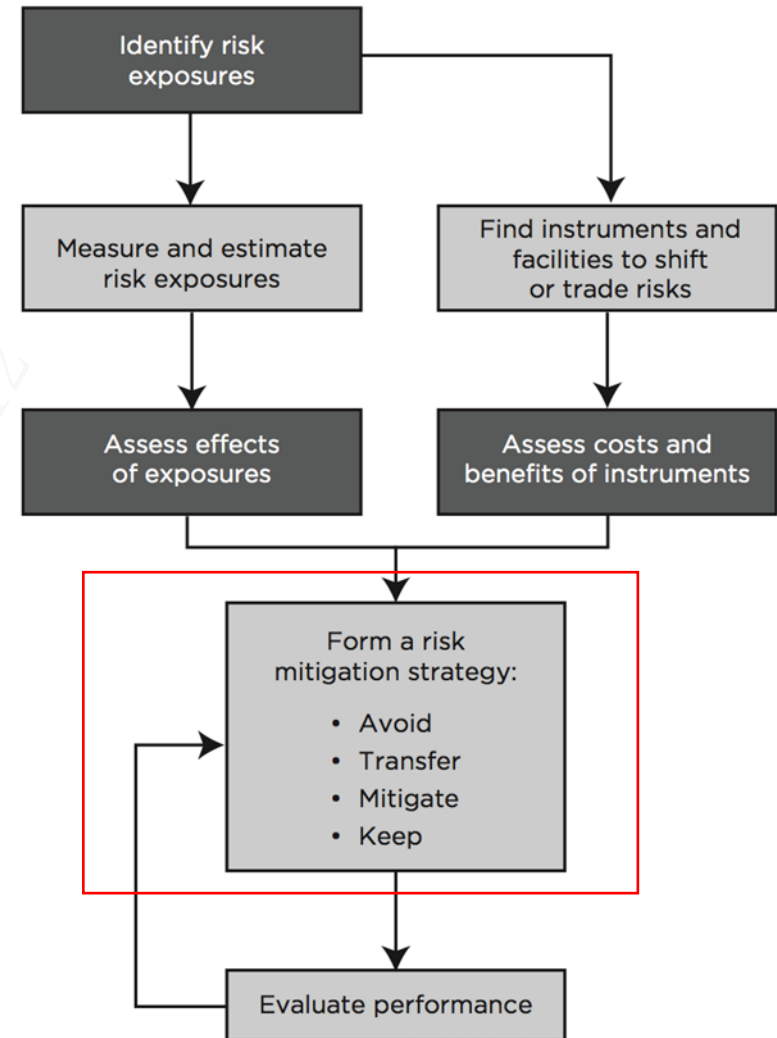 Identify risk
exposures
Measure and estimate
risk exposures
Find instruments and
facilities to shift
or trade risks
Assess effects
of exposures
Assess costs and
benefits of instruments
Form a risk
mitigation strategy:
• Avoid
• Transfer
• Mitigate
• Keep
Evaluate performance